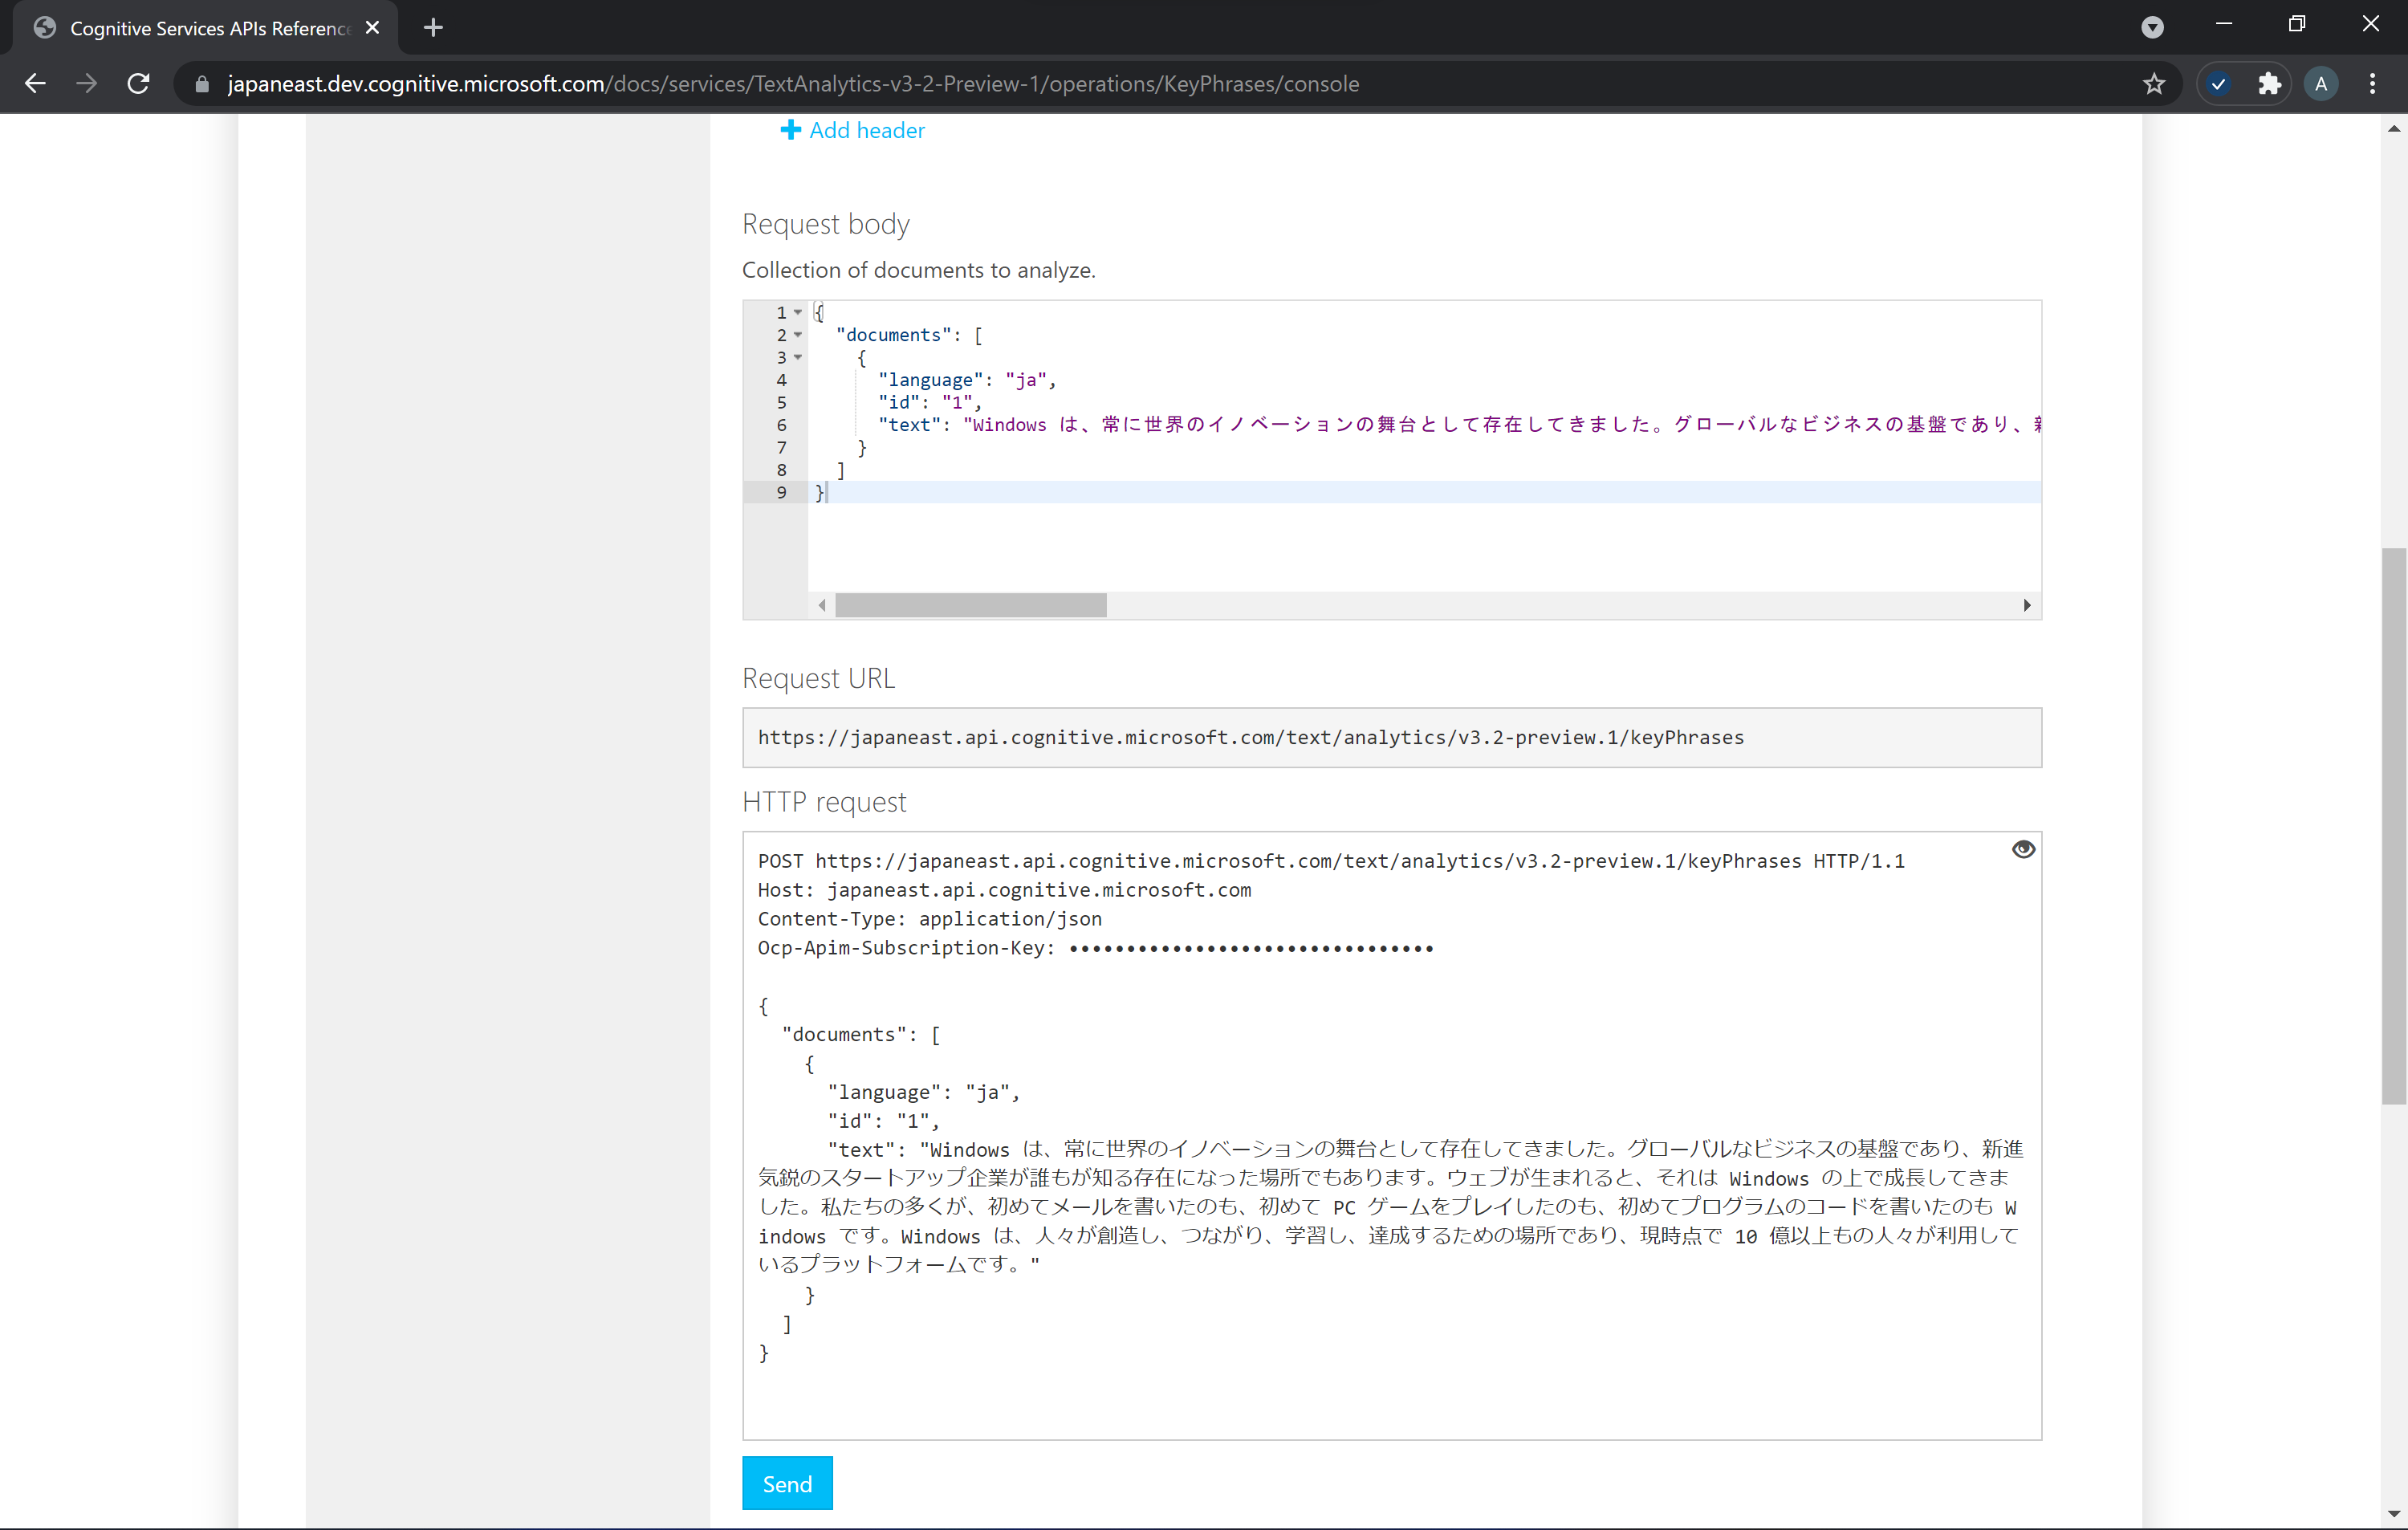 Cognitive Services APIs Reference
japaneast.dev.cognitive.microsoft.com/docs/services/TextAnalytics-v3-2-Preview-1/operations/KeyPhrases/console
A
Add header
Request body
Collection of documents to analyze.
1 {
2 "documents": [
3 {
4 "language": "ja",
5 "id": "1",
6 "text": "Windows は、常に世界のイノベーションの舞台として存在してきました。グローバルなビジネスの基盤であり、
7 }
8 ]
9 }
Request URL
https://japaneast.api.cognitive.microsoft.com/text/analytics/v3.2-preview.1/keyPhrases
HTTP request
POST https://japaneast.api.cognitive.microsoft.com/text/analytics/v3.2-preview.1/keyPhrases HTTP/1.1
Host: japaneast.api.cognitive.microsoft.com
Content-Type: application/json
Ocp-Apim-Subscription-Key: ••••••••••••••••••••••••••••••••
{
"documents": [
{
"language": "ja",
"id": "1",
"text": "Windows は、常に世界のイノベーションの舞台として存在してきました。グローバルなビジネスの基盤であり、新進
気鋭のスタートアップ企業が誰もが知る存在になった場所でもあります。ウェブが生まれると、それは Windows の上で成長してきま
した。私たちの多くが、初めてメールを書いたのも、初めて PC ゲームをプレイしたのも、初めてプログラムのコードを書いたのも W
indows です。Windows は、人々が創造し、つながり、学習し、達成するための場所であり、現時点で 10 億以上もの人々が利用して
いるプラットフォームです。"
}
]
}
Send